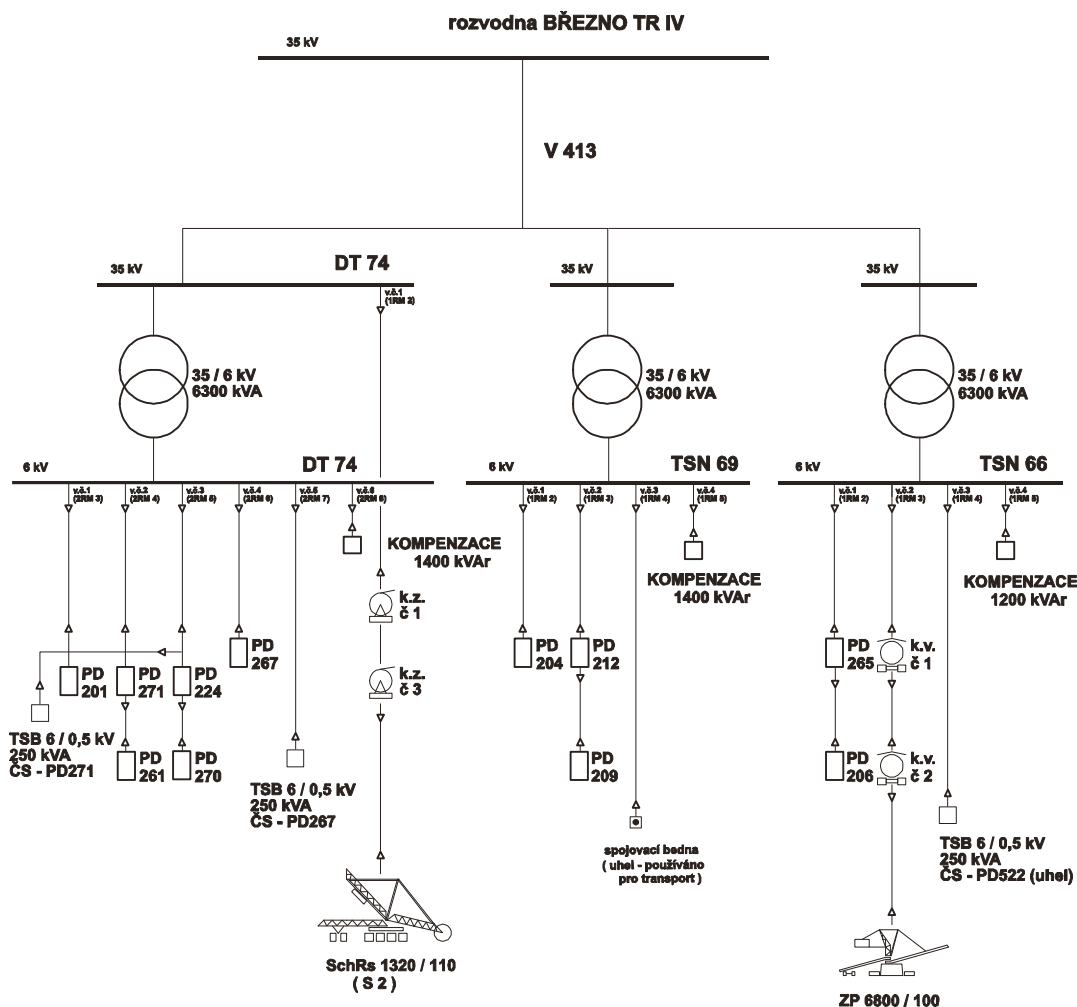 rozvodna BŘEZNO TR IV
35 kV
V 413
35 kV
DT 74
v.č.1
(1RM 2)
35 kV
35 kV
35 / 6 kV
6300 kVA
35 / 6 kV
6300 kVA
35 / 6 kV
6300 kVA
6 kV
DT 74
6 kV
TSN 69
6 kV
TSN 66
v.č.1
(2RM 3)
v.č.2
(2RM 4)
v.č.3
(2RM 5)
v.č.4
(2RM 6)
v.č.5
(2RM 7)
v.č.6
(2RM 8)
v.č.1
(1RM 2)
v.č.2
(1RM 3)
v.č.3
(1RM 4)
v.č.4
(1RM 5)
v.č.1
(1RM 2)
v.č.2
(1RM 3)
v.č.3
(1RM 4)
v.č.4
(1RM 5)
KOMPENZACE
1400 kVAr
KOMPENZACE
1400 kVAr
KOMPENZACE
1200 kVAr
k.z.
č 1
k.z.
č 3
PD
267
PD
201
PD
271
PD
224
PD
261
PD
270
PD
204
PD
212
PD
209
PD
265
k.v.
č 1
PD
206
k.v.
č 2
TSB 6 / 0,5 kV
250 kVA
ČS - PD271
TSB 6 / 0,5 kV
250 kVA
ČS - PD267
spojovací bedna
( uhel - používáno
pro transport )
TSB 6 / 0,5 kV
250 kVA
ČS - PD522 (uhel)
SchRs 1320 / 110
( S 2 )
ZP 6800 / 100